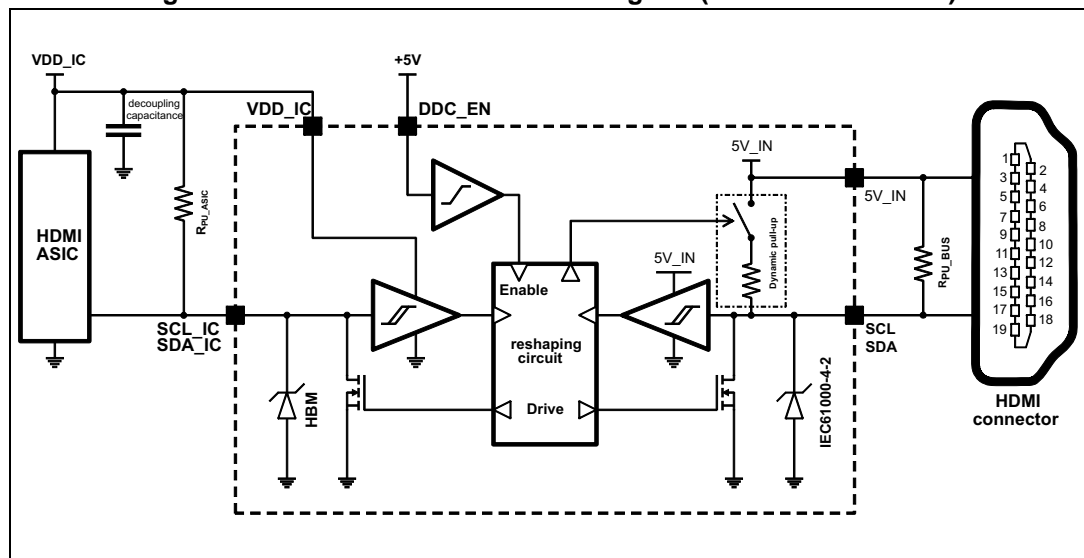 VDD_IC
+5V
decoupling
capacitance
VDD_IC
DDC_EN
5V_IN
5V_IN
RPU_ASIC
HDMI
ASIC
Dynamic pull-up
RPU_BUS
5V_IN
Enable
SCL_IC
SDA_IC
reshaping
circuit
SCL
SDA
HBM
Drive
IEC61000-4-2
1
2
3
4
5
6
7
8
9
10
11
12
13
14
15
16
17
18
19
HDMI
connector